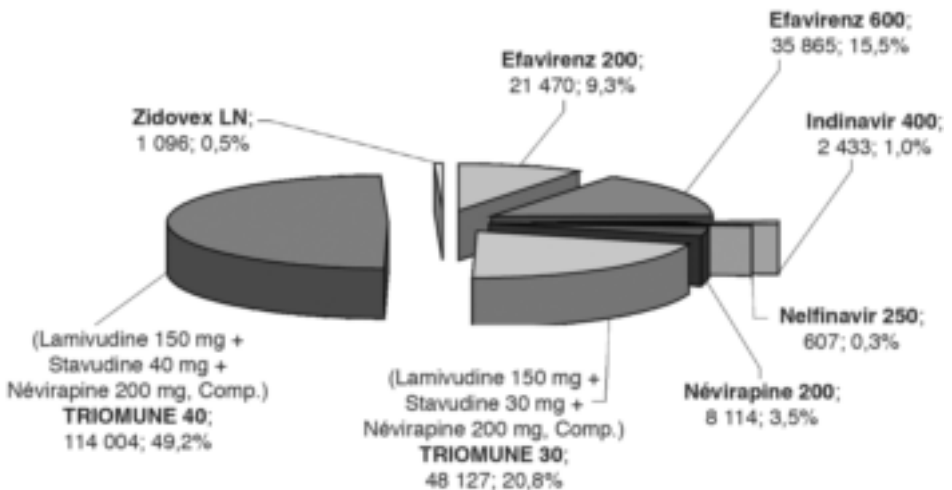 Efavirenz 600;
35 865; 15,5%
Efavirenz 200;
21 470; 9,3%
Zidovex LN;
1 096; 0,5%
Indinavir 400;
2 433; 1,0%
Nelfinavir 250;
607; 0,3%
(Lamivudine 150 mg +
Stavudine 40 mg +
Névirapine 200 mg, Comp.)
TRIOMUNE 40;
114 004; 49,2%
(Lamivudine 150 mg +
Stavudine 30 mg +
Névirapine 200 mg, Comp.)
TRIOMUNE 30;
48 127; 20,8%
Névirapine 200;
8 114; 3,5%